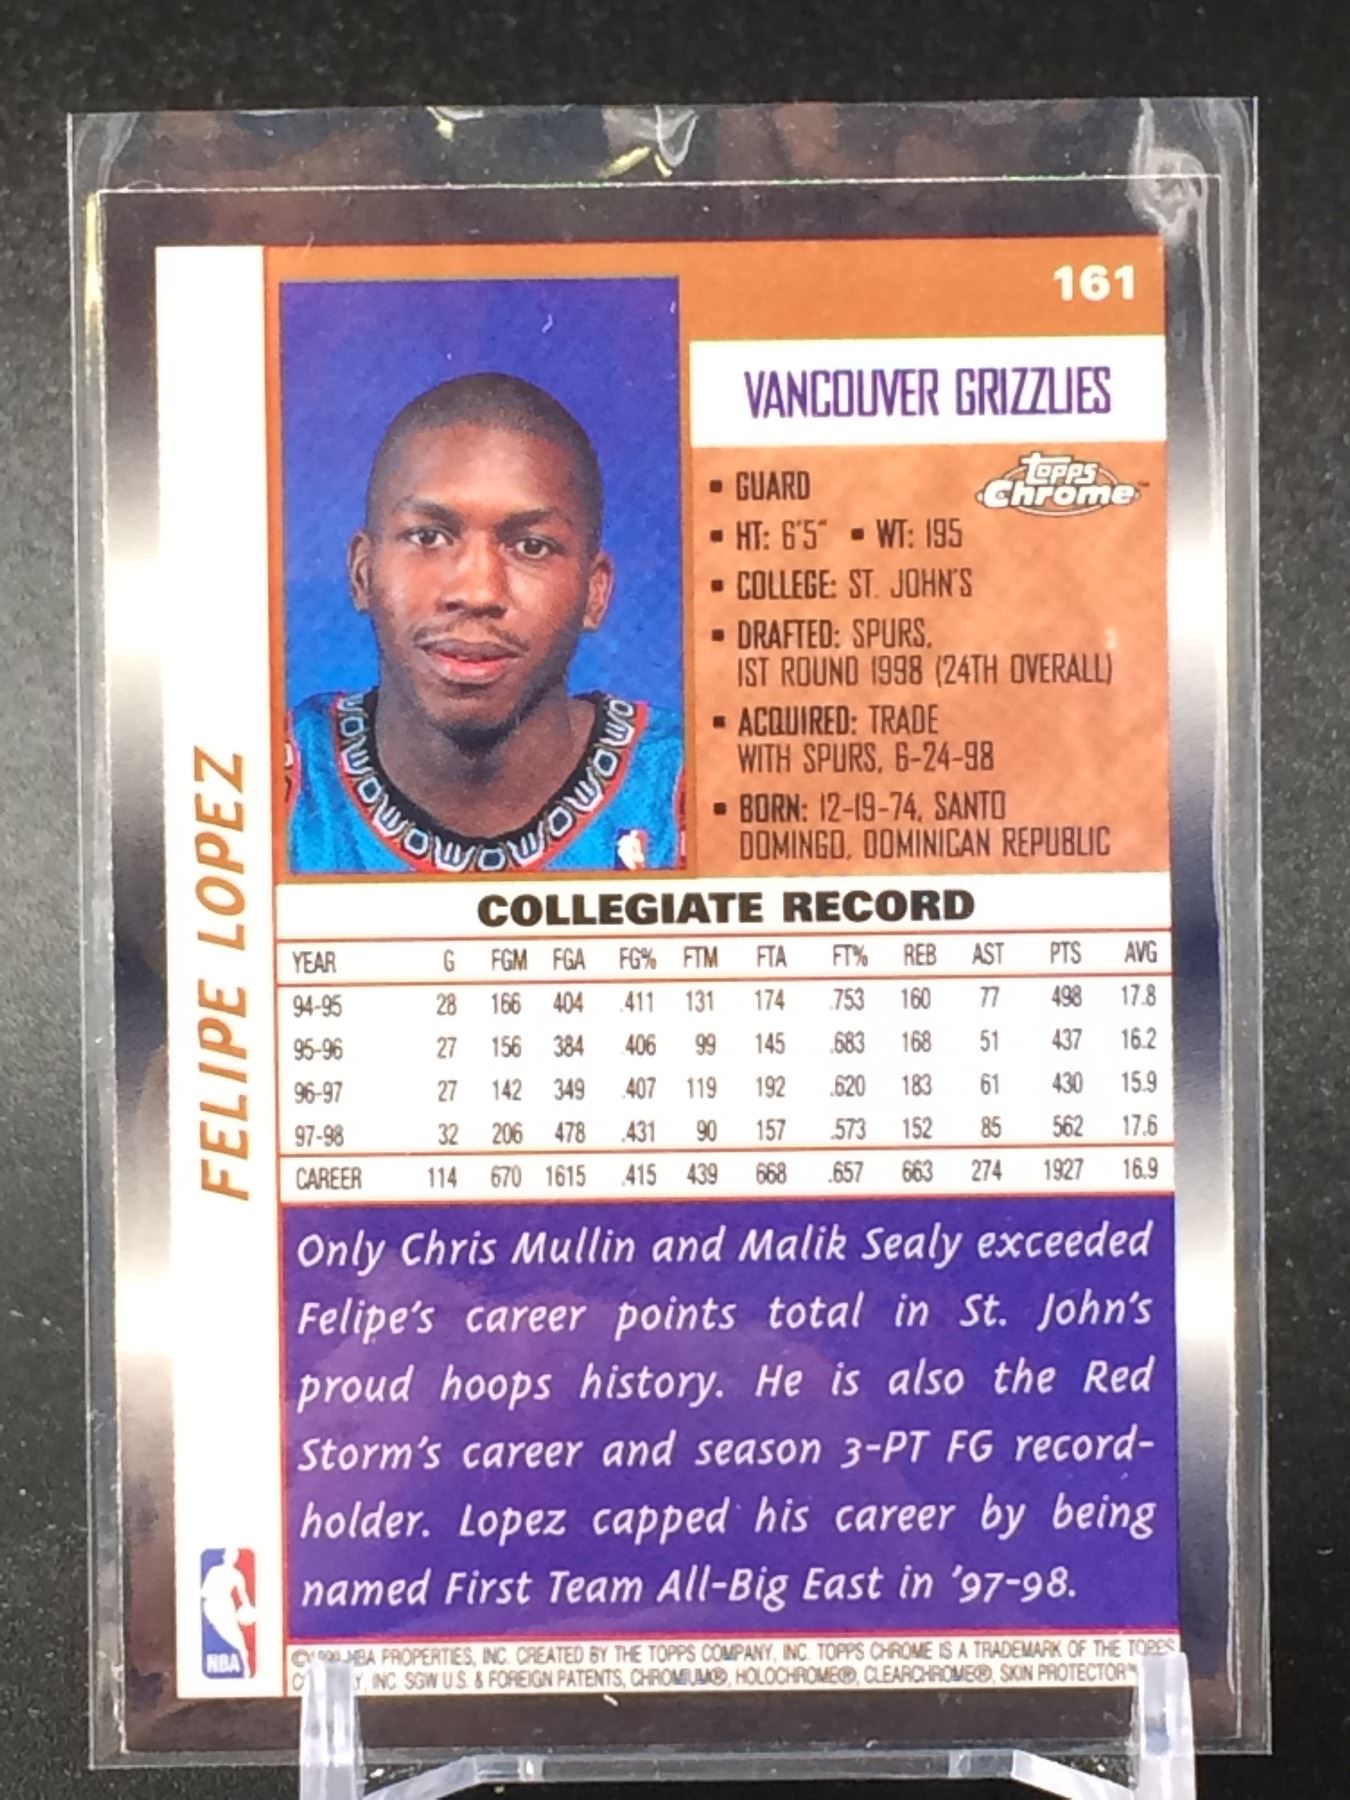 161
VANCOUVER GRIZZLIES
Topps
Chrome™
▪ GUARD
▪ HT: 6'5" ▪ WT: 195
▪ COLLEGE: ST. JOHN'S
▪ DRAFTED: SPURS,
1ST ROUND 1998 (24TH OVERALL)
▪ ACQUIRED: TRADE
WITH SPURS, 6-24-98
▪ BORN: 12-19-74, SANTO
DOMINGO, DOMINICAN REPUBLIC
FELIPE LOPEZ
COLLEGIATE RECORD
YEAR G FGM FGA FG% FTM FTA FT% REB AST PTS AVG
94-95 28 166 404 .411 131 174 .753 160 77 498 17.8
95-96 27 156 384 .406 99 145 .683 168 51 437 16.2
96-97 27 142 349 .407 119 192 .620 183 61 430 15.9
97-98 32 206 478 .431 90 157 .573 152 85 562 17.6
CAREER 114 670 1615 .415 439 668 .657 663 274 1927 16.9
Only Chris Mullin and Malik Sealy exceeded
Felipe's career points total in St. John's
proud hoops history. He is also the Red
Storm's career and season 3-PT FG record-
holder. Lopez capped his career by being
named First Team All-Big East in '97-98.
NBA
NBA PROPERTIES, INC. CREATED BY THE TOPPS COMPANY, INC. TOPPS CHROME IS A TRADEMARK OF THE TOPPS
INC. SGW U.S. & FOREIGN PATENTS, CHROMIUM®, HOLOCHROME®, CLEARCHROME®, SKIN PROTECTOR™